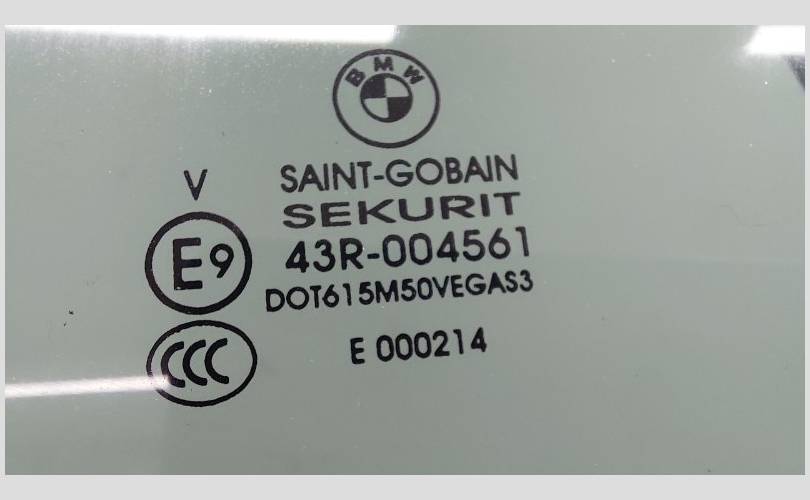 BMW
SAINT-GOBAIN
V
SEKURIT
E9
43R-004561
DOT615M50VEGAS3
CCC
E 000214